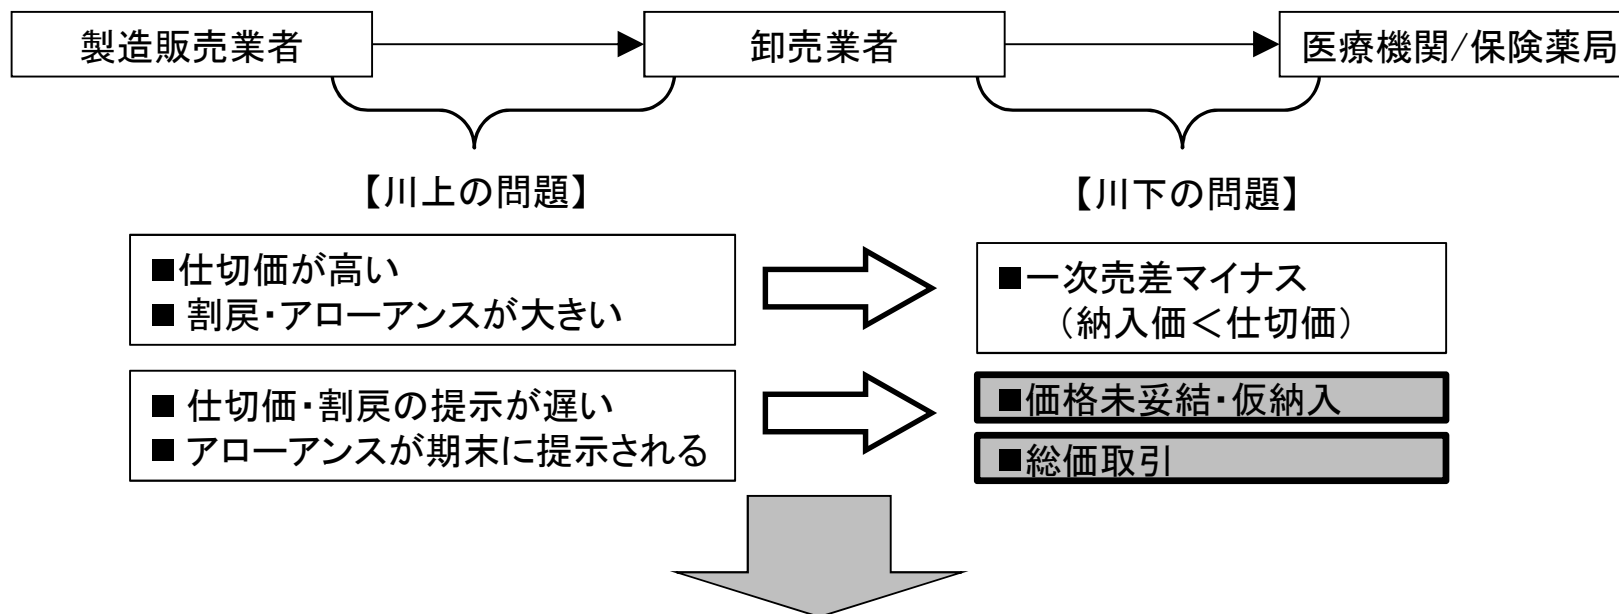 製造販売業者
卸売業者
医療機関/保険薬局
【川上の問題】
【川下の問題】
■仕切価が高い
■ 割戻・アローアンスが大きい
■一次売差マイナス
（納入価＜仕切価）
■ 仕切価・割戻の提示が遅い
■ アローアンスが期末に提示される
■価格未妥結・仮納入
■総価取引